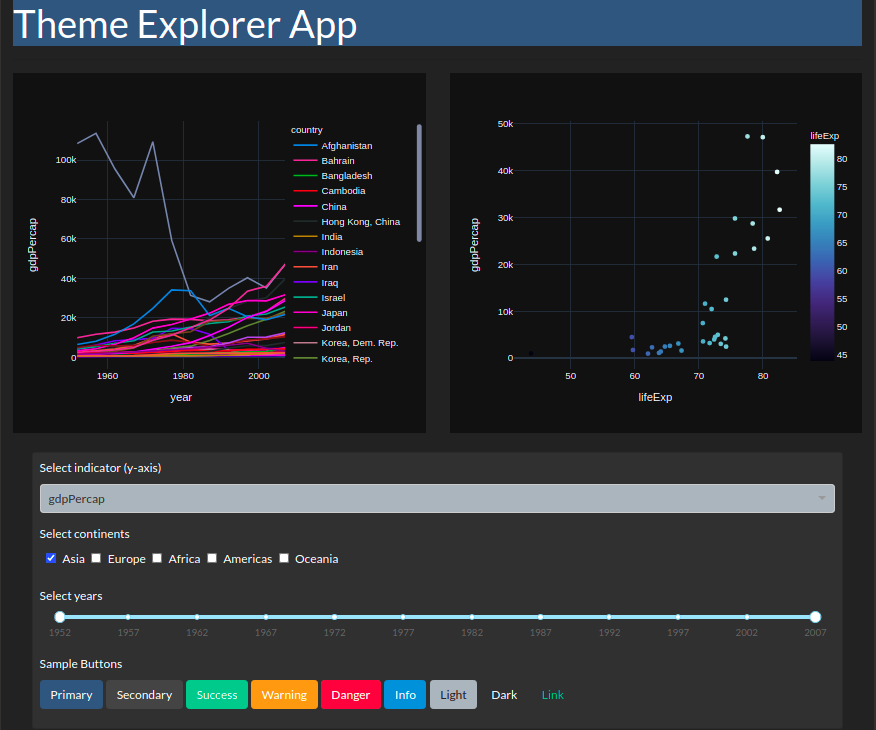 Theme Explorer App
country
Afghanistan
Bahrain
Bangladesh
Cambodia
China
Hong Kong, China
India
Indonesia
Iran
Iraq
Israel
Japan
Jordan
Korea, Dem. Rep.
Korea, Rep.
100k
80k
60k
40k
20k
0
gdpPercap
1960 1980 2000
year
50k
40k
30k
20k
10k
0
gdpPercap
50 60 70 80
lifeExp
lifeExp
80
75
70
65
60
55
50
45
Select indicator (y-axis)
gdpPercap
Select continents
Asia Europe Africa Americas Oceania
Select years
1952 1957 1962 1967 1972 1977 1982 1987 1992 1997 2002 2007
Sample Buttons
Primary Secondary Success Warning Danger Info Light Dark Link